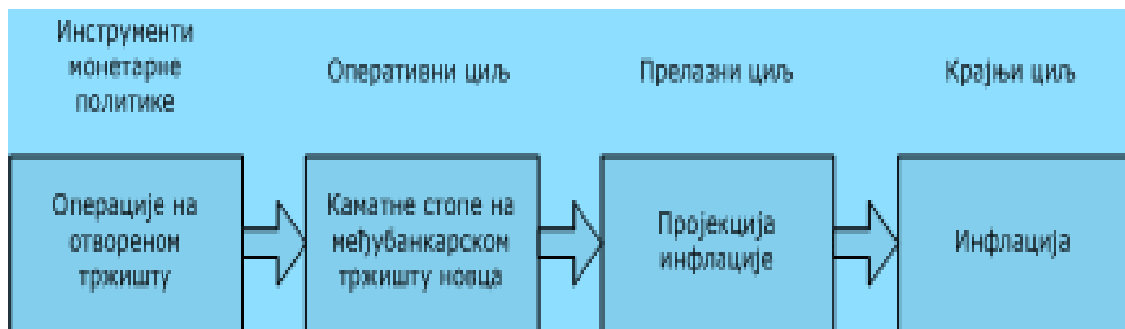 Инструменти
монетарне
политике
Оперативни циљ
Прелазни циљ
Крајњи циљ
Операције на
отвореном
тржишту
Каматне стопе на
међубанкарском
тржишту новца
Пројекција
инфлације
Инфлација